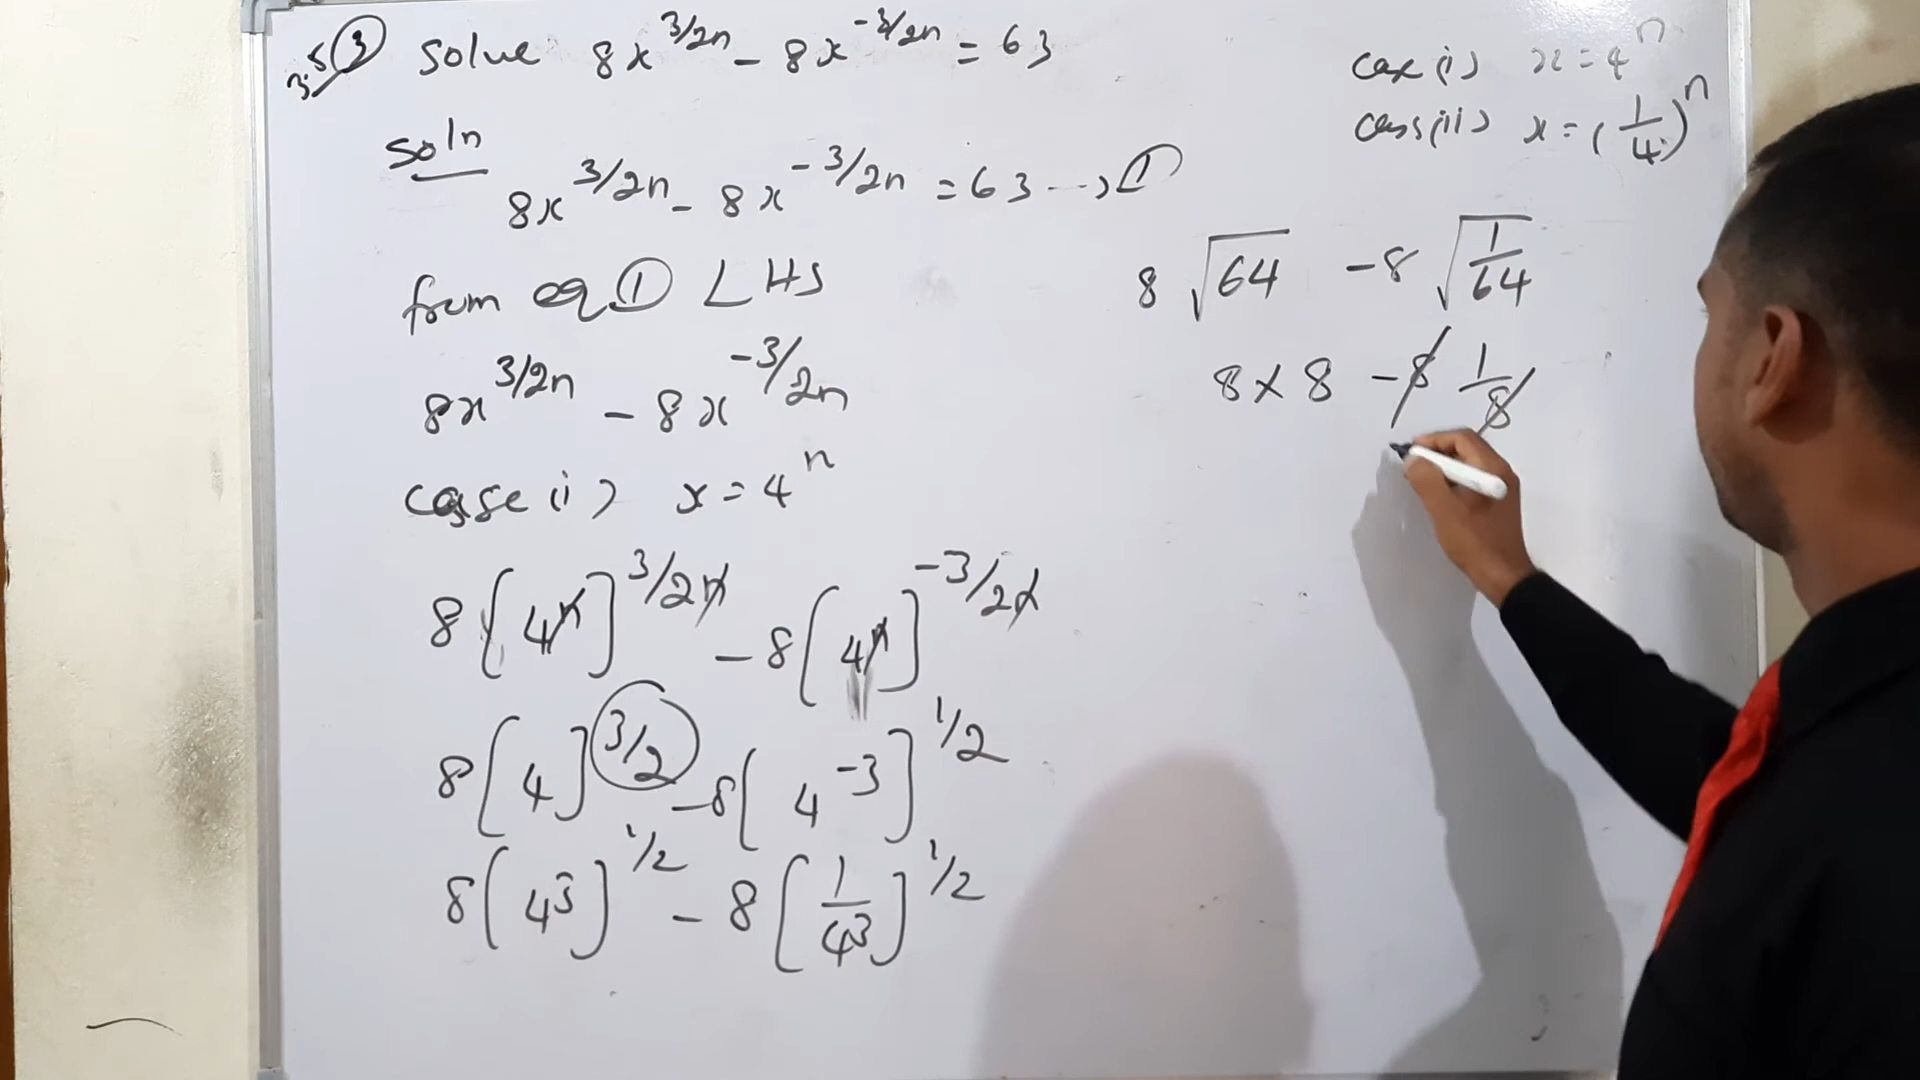 3.5 ③ Solve 8x^3/2n - 8x^-3/2n = 63
Soln
8x^3/2n - 8x^-3/2n = 63 --> ①
from eq ① LHS
8x^3/2n - 8x^-3/2n
case (i) x = 4^n
8[4^n]^3/2n - 8[4^n]^-3/2n
8[4]^3/2 - 8[4^-3]^1/2
8[4^3]^1/2 - 8[1/4^3]^1/2
case (i) x = 4^n
case (ii) x = (1/4)^n
8 √64 - 8 √1/64
8 × 8 - 8 1/8